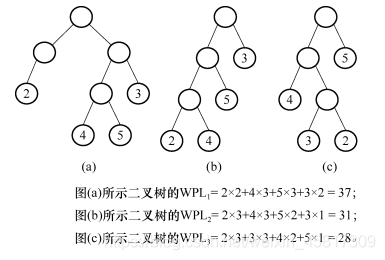 2 4 5 3
2 4 5 3
4 3 2 5
(a) (b) (c)
图(a)所示二叉树的WPL₁= 2×2+4×3+5×3+3×2 = 37;
图(b)所示二叉树的WPL₂= 2×3+4×3+5×2+3×1 = 31;
图(c)所示二叉树的WPL₃= 2×3+3×3+4×2+5×1 = 28。